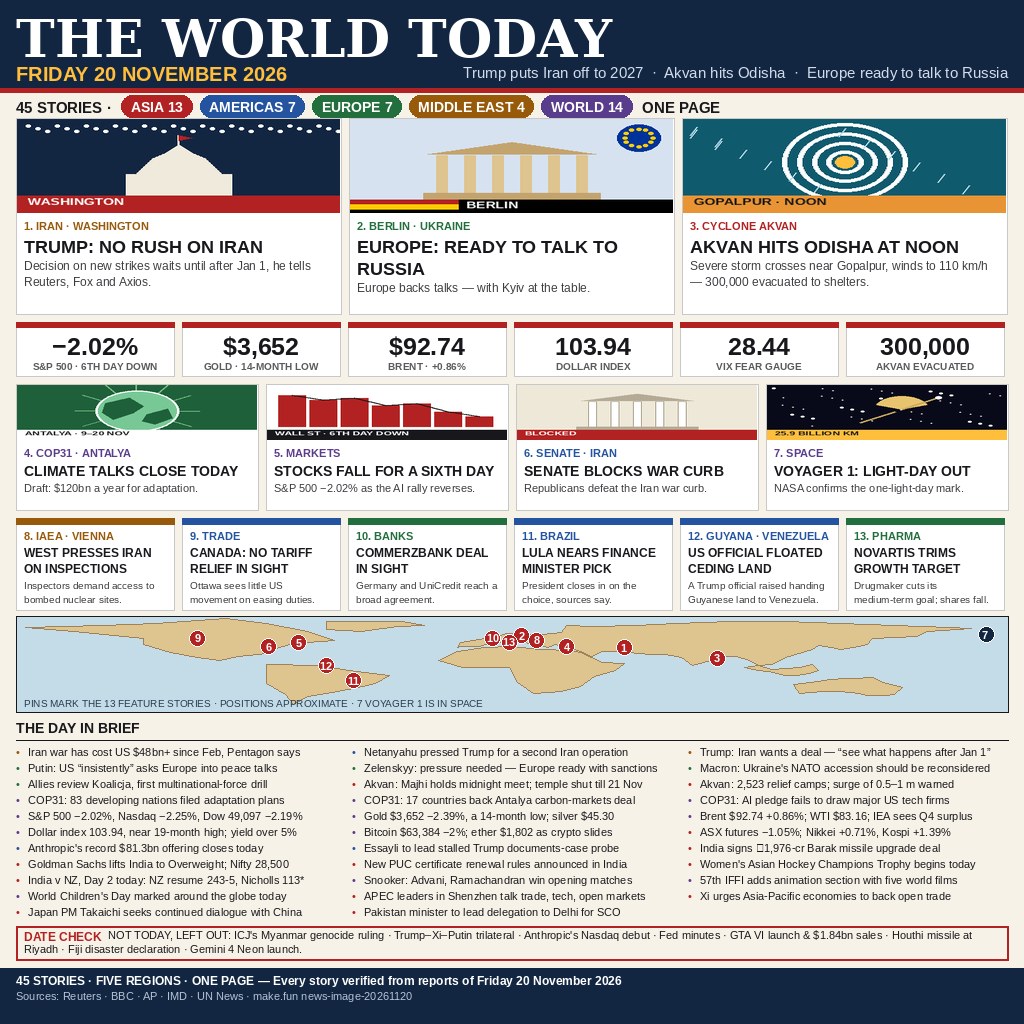 THE WORLD TODAY
FRIDAY 20 NOVEMBER 2026
Trump puts Iran off to 2027 · Akvan hits Odisha · Europe ready to talk to Russia
45 STORIES · ASIA 13 AMERICAS 7 EUROPE 7 MIDDLE EAST 4 WORLD 14 ONE PAGE
WASHINGTON
1. IRAN · WASHINGTON
TRUMP: NO RUSH ON IRAN
Decision on new strikes waits until after Jan 1, he tells
Reuters, Fox and Axios.
BERLIN
2. BERLIN · UKRAINE
EUROPE: READY TO TALK TO
RUSSIA
Europe backs talks — with Kyiv at the table.
GOPALPUR · NOON
3. CYCLONE AKVAN
AKVAN HITS ODISHA AT NOON
Severe storm crosses near Gopalpur, winds to 110 km/h
— 300,000 evacuated to shelters.
−2.02%
S&P 500 · 6TH DAY DOWN
$3,652
GOLD · 14-MONTH LOW
$92.74
BRENT · +0.86%
103.94
DOLLAR INDEX
28.44
VIX FEAR GAUGE
300,000
AKVAN EVACUATED
ANTALYA · 9–20 NOV
4. COP31 · ANTALYA
CLIMATE TALKS CLOSE TODAY
Draft: $120bn a year for adaptation.
WALL ST · 6TH DAY DOWN
5. MARKETS
STOCKS FALL FOR A SIXTH DAY
S&P 500 −2.02% as the AI rally reverses.
BLOCKED
6. SENATE · IRAN
SENATE BLOCKS WAR CURB
Republicans defeat the Iran war curb.
25.9 BILLION KM
7. SPACE
VOYAGER 1: LIGHT-DAY OUT
NASA confirms the one-light-day mark.
8. IAEA · VIENNA
WEST PRESSES IRAN
ON INSPECTIONS
Inspectors demand access to
bombed nuclear sites.
9. TRADE
CANADA: NO TARIFF
RELIEF IN SIGHT
Ottawa sees little US
movement on easing duties.
10. BANKS
COMMERZBANK DEAL
IN SIGHT
Germany and UniCredit reach a
broad agreement.
11. BRAZIL
LULA NEARS FINANCE
MINISTER PICK
President closes in on the
choice, sources say.
12. GUYANA · VENEZUELA
US OFFICIAL FLOATED
CEDING LAND
A Trump official raised handing
Guyanese land to Venezuela.
13. PHARMA
NOVARTIS TRIMS
GROWTH TARGET
Drugmaker cuts its
medium-term goal; shares fall.
9 6 5 12 11 10 13 2 8 4 1 3 7
PINS MARK THE 13 FEATURE STORIES · POSITIONS APPROXIMATE · 7 VOYAGER 1 IS IN SPACE
THE DAY IN BRIEF
• Iran war has cost US $48bn+ since Feb, Pentagon says
• Putin: US “insistently” asks Europe into peace talks
• Allies review Koalicja, first multinational-force drill
• COP31: 83 developing nations filed adaptation plans
• S&P 500 −2.02%, Nasdaq −2.25%, Dow 49,097 −2.19%
• Dollar index 103.94, near 19-month high; yield over 5%
• Anthropic's record $81.3bn offering closes today
• Goldman Sachs lifts India to Overweight; Nifty 28,500
• India v NZ, Day 2 today: NZ resume 243-5, Nicholls 113*
• World Children's Day marked around the globe today
• Japan PM Takaichi seeks continued dialogue with China
• Netanyahu pressed Trump for a second Iran operation
• Zelenskyy: pressure needed — Europe ready with sanctions
• Akvan: Majhi holds midnight meet; temple shut till 21 Nov
• COP31: 17 countries back Antalya carbon-markets deal
• Gold $3,652 −2.39%, a 14-month low; silver $45.30
• Bitcoin $63,384 −2%; ether $1,802 as crypto slides
• Essayli to lead stalled Trump documents-case probe
• New PUC certificate renewal rules announced in India
• Snooker: Advani, Ramachandran win opening matches
• APEC leaders in Shenzhen talk trade, tech, open markets
• Pakistan minister to lead delegation to Delhi for SCO
• Trump: Iran wants a deal — “see what happens after Jan 1”
• Macron: Ukraine's NATO accession should be reconsidered
• Akvan: 2,523 relief camps; surge of 0.5–1 m warned
• COP31: AI pledge fails to draw major US tech firms
• Brent $92.74 +0.86%; WTI $83.16; IEA sees Q4 surplus
• ASX futures −1.05%; Nikkei +0.71%, Kospi +1.39%
• India signs □1,976-cr Barak missile upgrade deal
• Women's Asian Hockey Champions Trophy begins today
• 57th IFFI adds animation section with five world films
• Xi urges Asia-Pacific economies to back open trade
DATE CHECK NOT TODAY, LEFT OUT: ICJ's Myanmar genocide ruling · Trump–Xi–Putin trilateral · Anthropic's Nasdaq debut · Fed minutes · GTA VI launch & $1.84bn sales · Houthi missile at
Riyadh · Fiji disaster declaration · Gemini 4 Neon launch.
45 STORIES · FIVE REGIONS · ONE PAGE — Every story verified from reports of Friday 20 November 2026
Sources: Reuters · BBC · AP · IMD · UN News · make.fun news-image-20261120